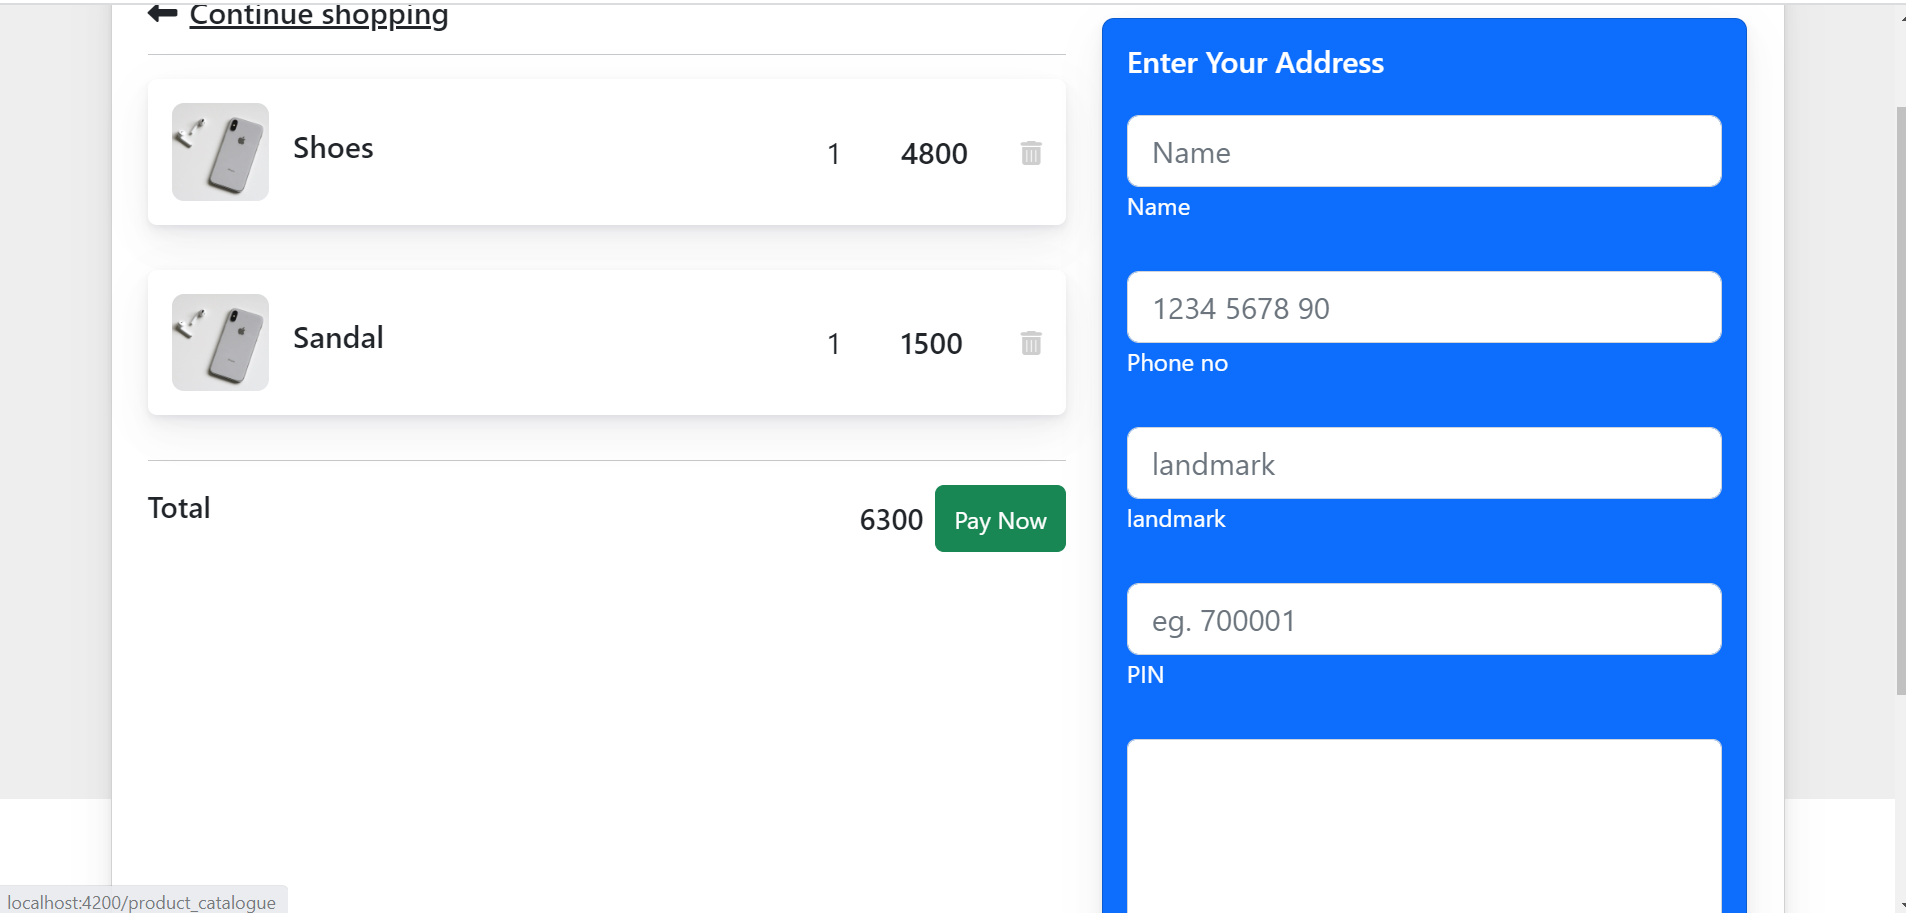 Continue shopping
Shoes 1 4800
Sandal 1 1500
Total 6300 Pay Now
Enter Your Address
Name
Name
1234 5678 90
Phone no
landmark
landmark
eg. 700001
PIN
localhost:4200/product_catalogue